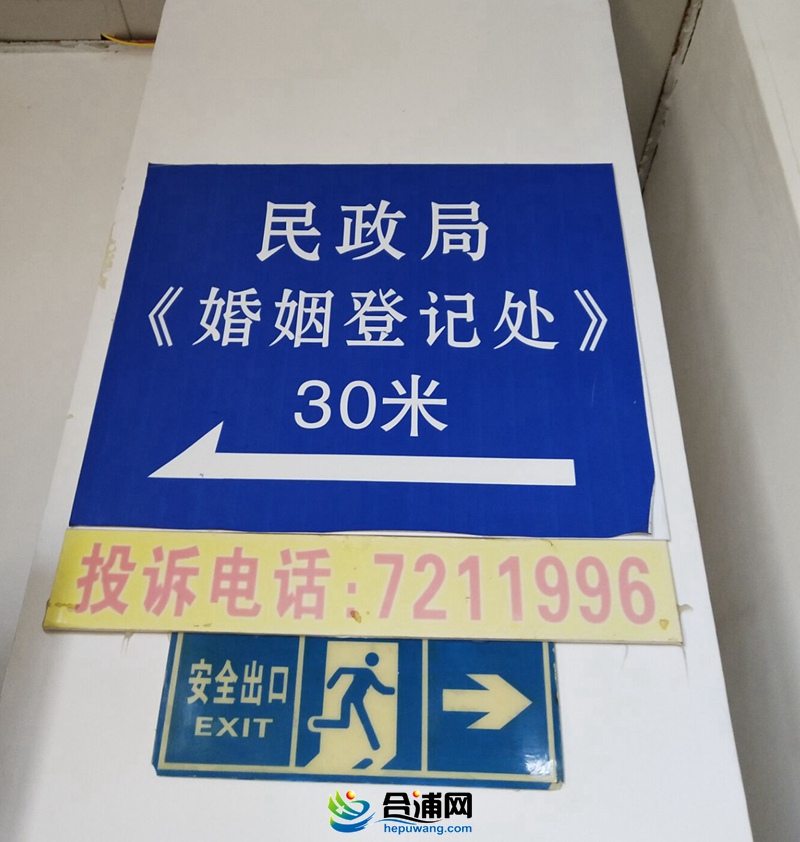 民政局
《婚姻登记处》
30米
投诉电话:7211996
安全出口
EXIT
合浦网
hepuwang.com